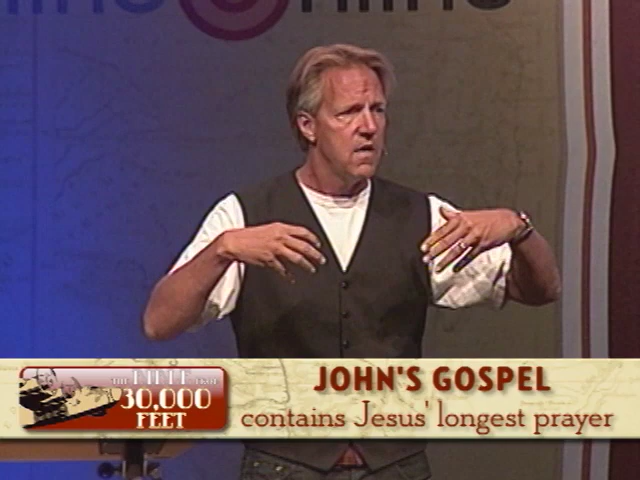 THE BIBLE FROM
30,000
FEET
JOHN'S GOSPEL
contains Jesus' longest prayer